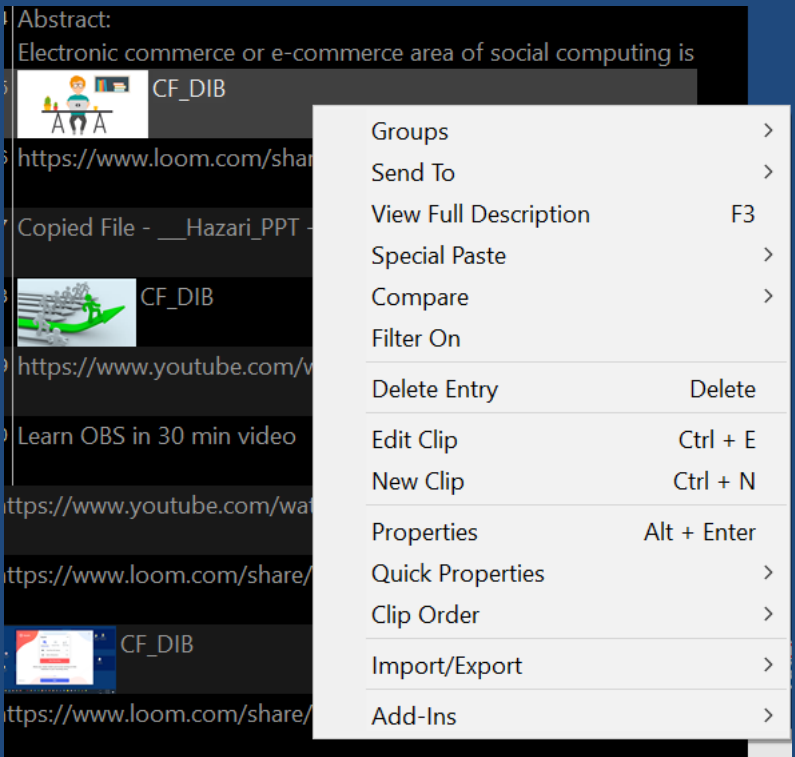 Abstract:
Electronic commerce or e-commerce area of social computing is
CF_DIB
https://www.loom.com/shar
Copied File - __Hazari_PPT -
CF_DIB
https://www.youtube.com/w
Learn OBS in 30 min video
ttps://www.youtube.com/wat
ttps://www.loom.com/share/
CF_DIB
ttps://www.loom.com/share/
Groups
Send To
View Full Description F3
Special Paste
Compare
Filter On
Delete Entry Delete
Edit Clip Ctrl + E
New Clip Ctrl + N
Properties Alt + Enter
Quick Properties
Clip Order
Import/Export
Add-Ins